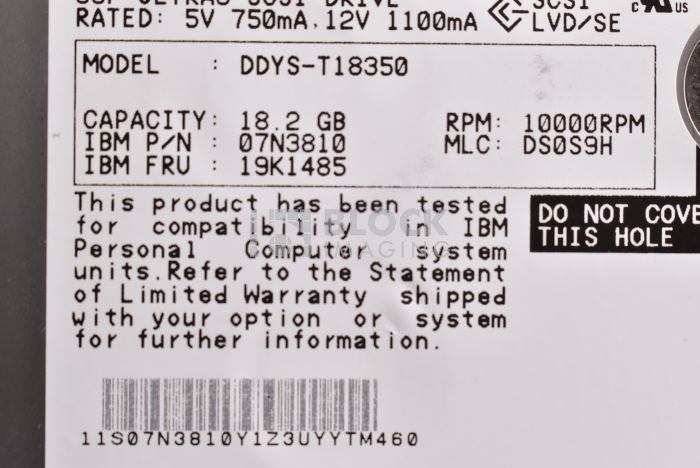 RATED: 5V 750mA, 12V 1100mA
SCSI
LVD/SE
C US
MODEL : DDYS-T18350
CAPACITY: 18.2 GB RPM: 10000RPM
IBM P/N : 07N3810 MLC: DS0S9H
IBM FRU : 19K1485
This product has been tested
for compatibility in IBM
Personal Computer system
units.Refer to the Statement
of Limited Warranty shipped
with your option or system
for further information.
DO NOT COVE
THIS HOLE
BLOCK
IMAGING
11S07N3810Y1Z3UYYTM460